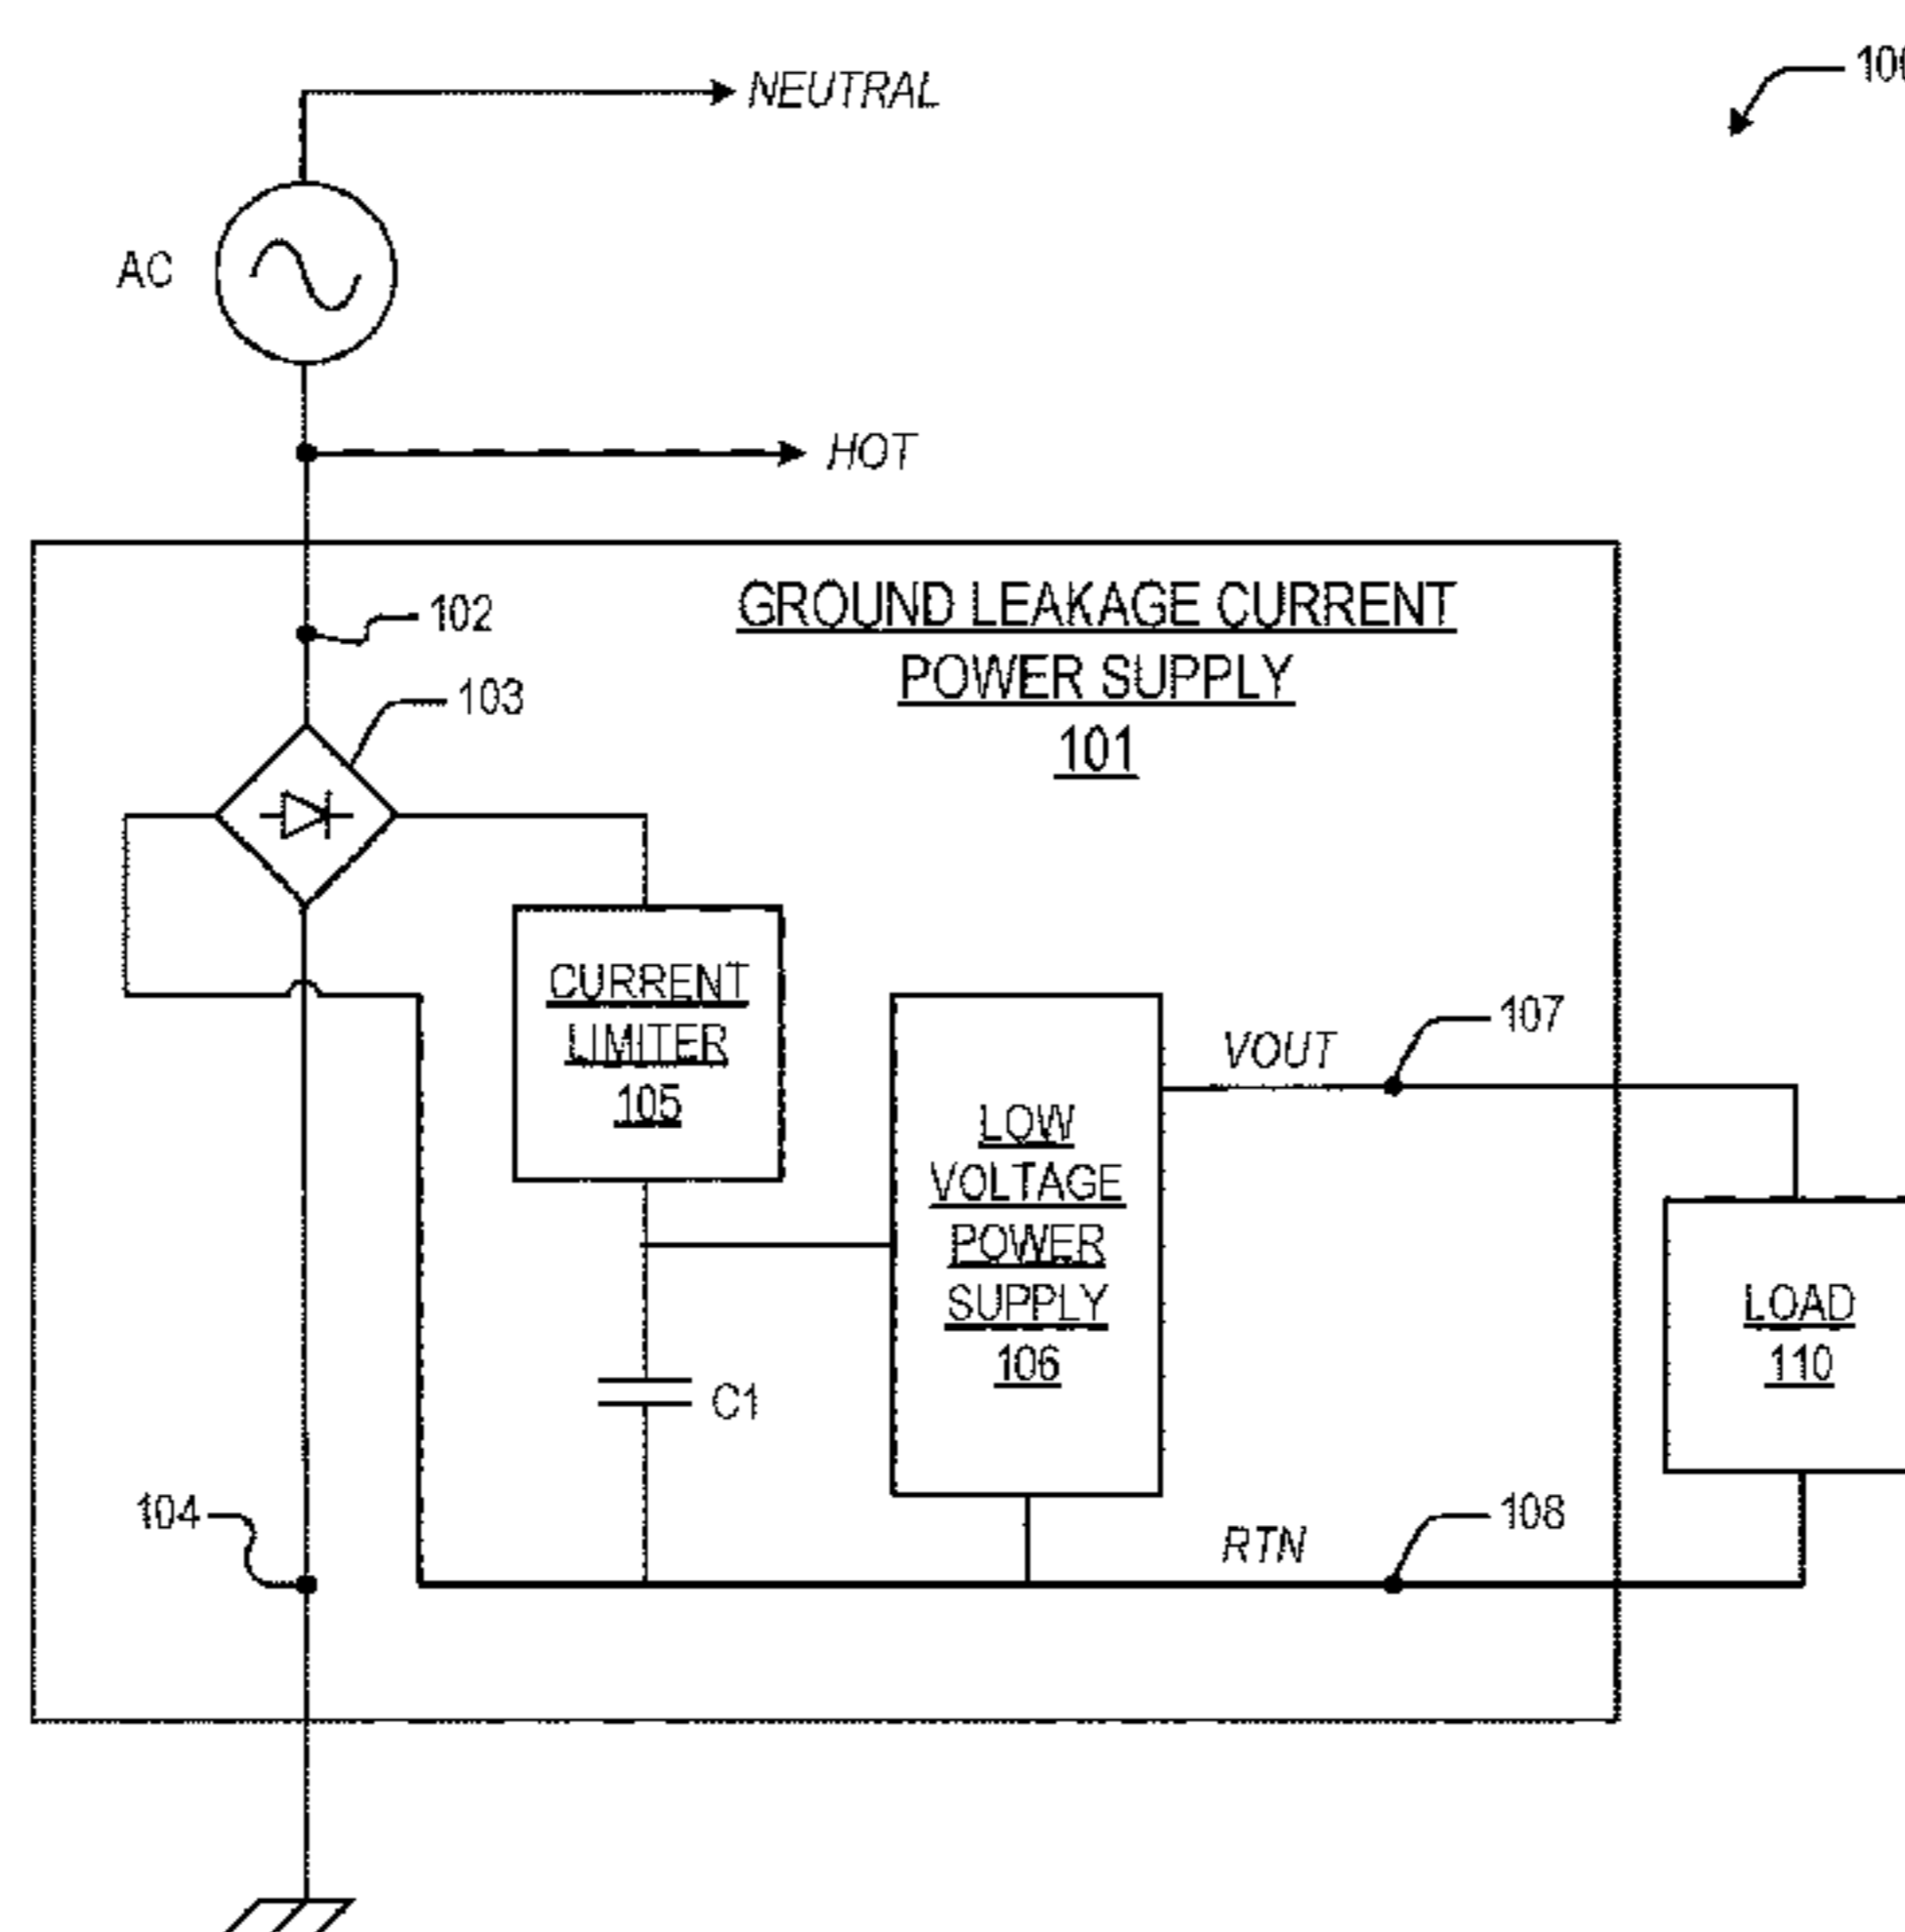 NEUTRAL
AC
HOT
GROUND LEAKAGE CURRENT
POWER SUPPLY
101
102
103
CURRENT
LIMITER
105
107
VOUT
LOW
VOLTAGE
POWER
SUPPLY
106
LOAD
110
C1
104
108
RTN